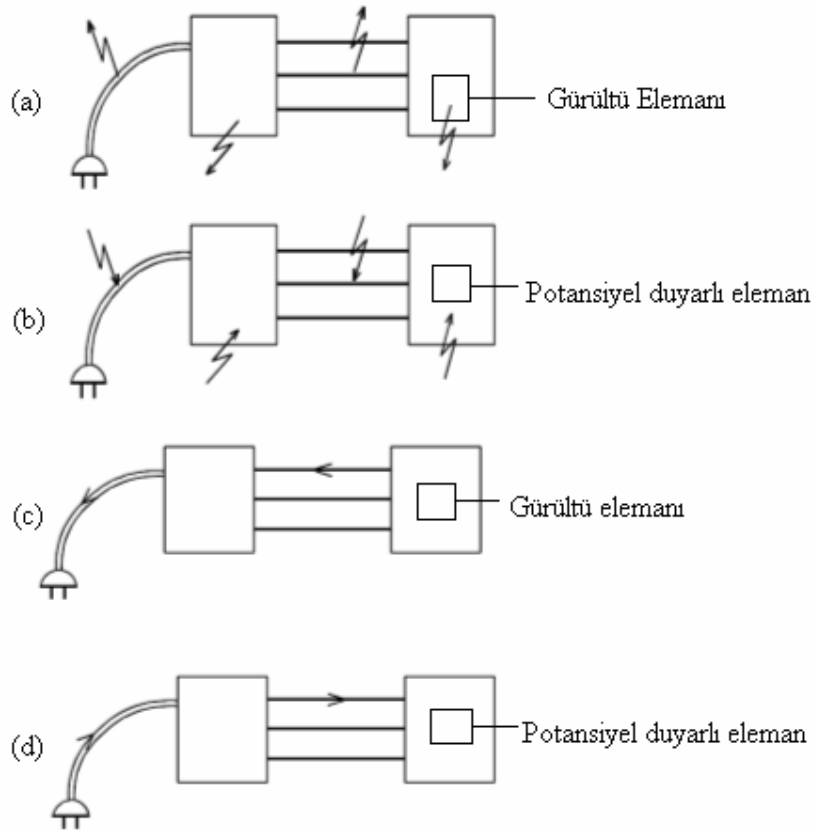 (a)
Gürültü Elemanı
(b)
Potansiyel duyarlı eleman
(c)
Gürültü elemanı
(d)
Potansiyel duyarlı eleman